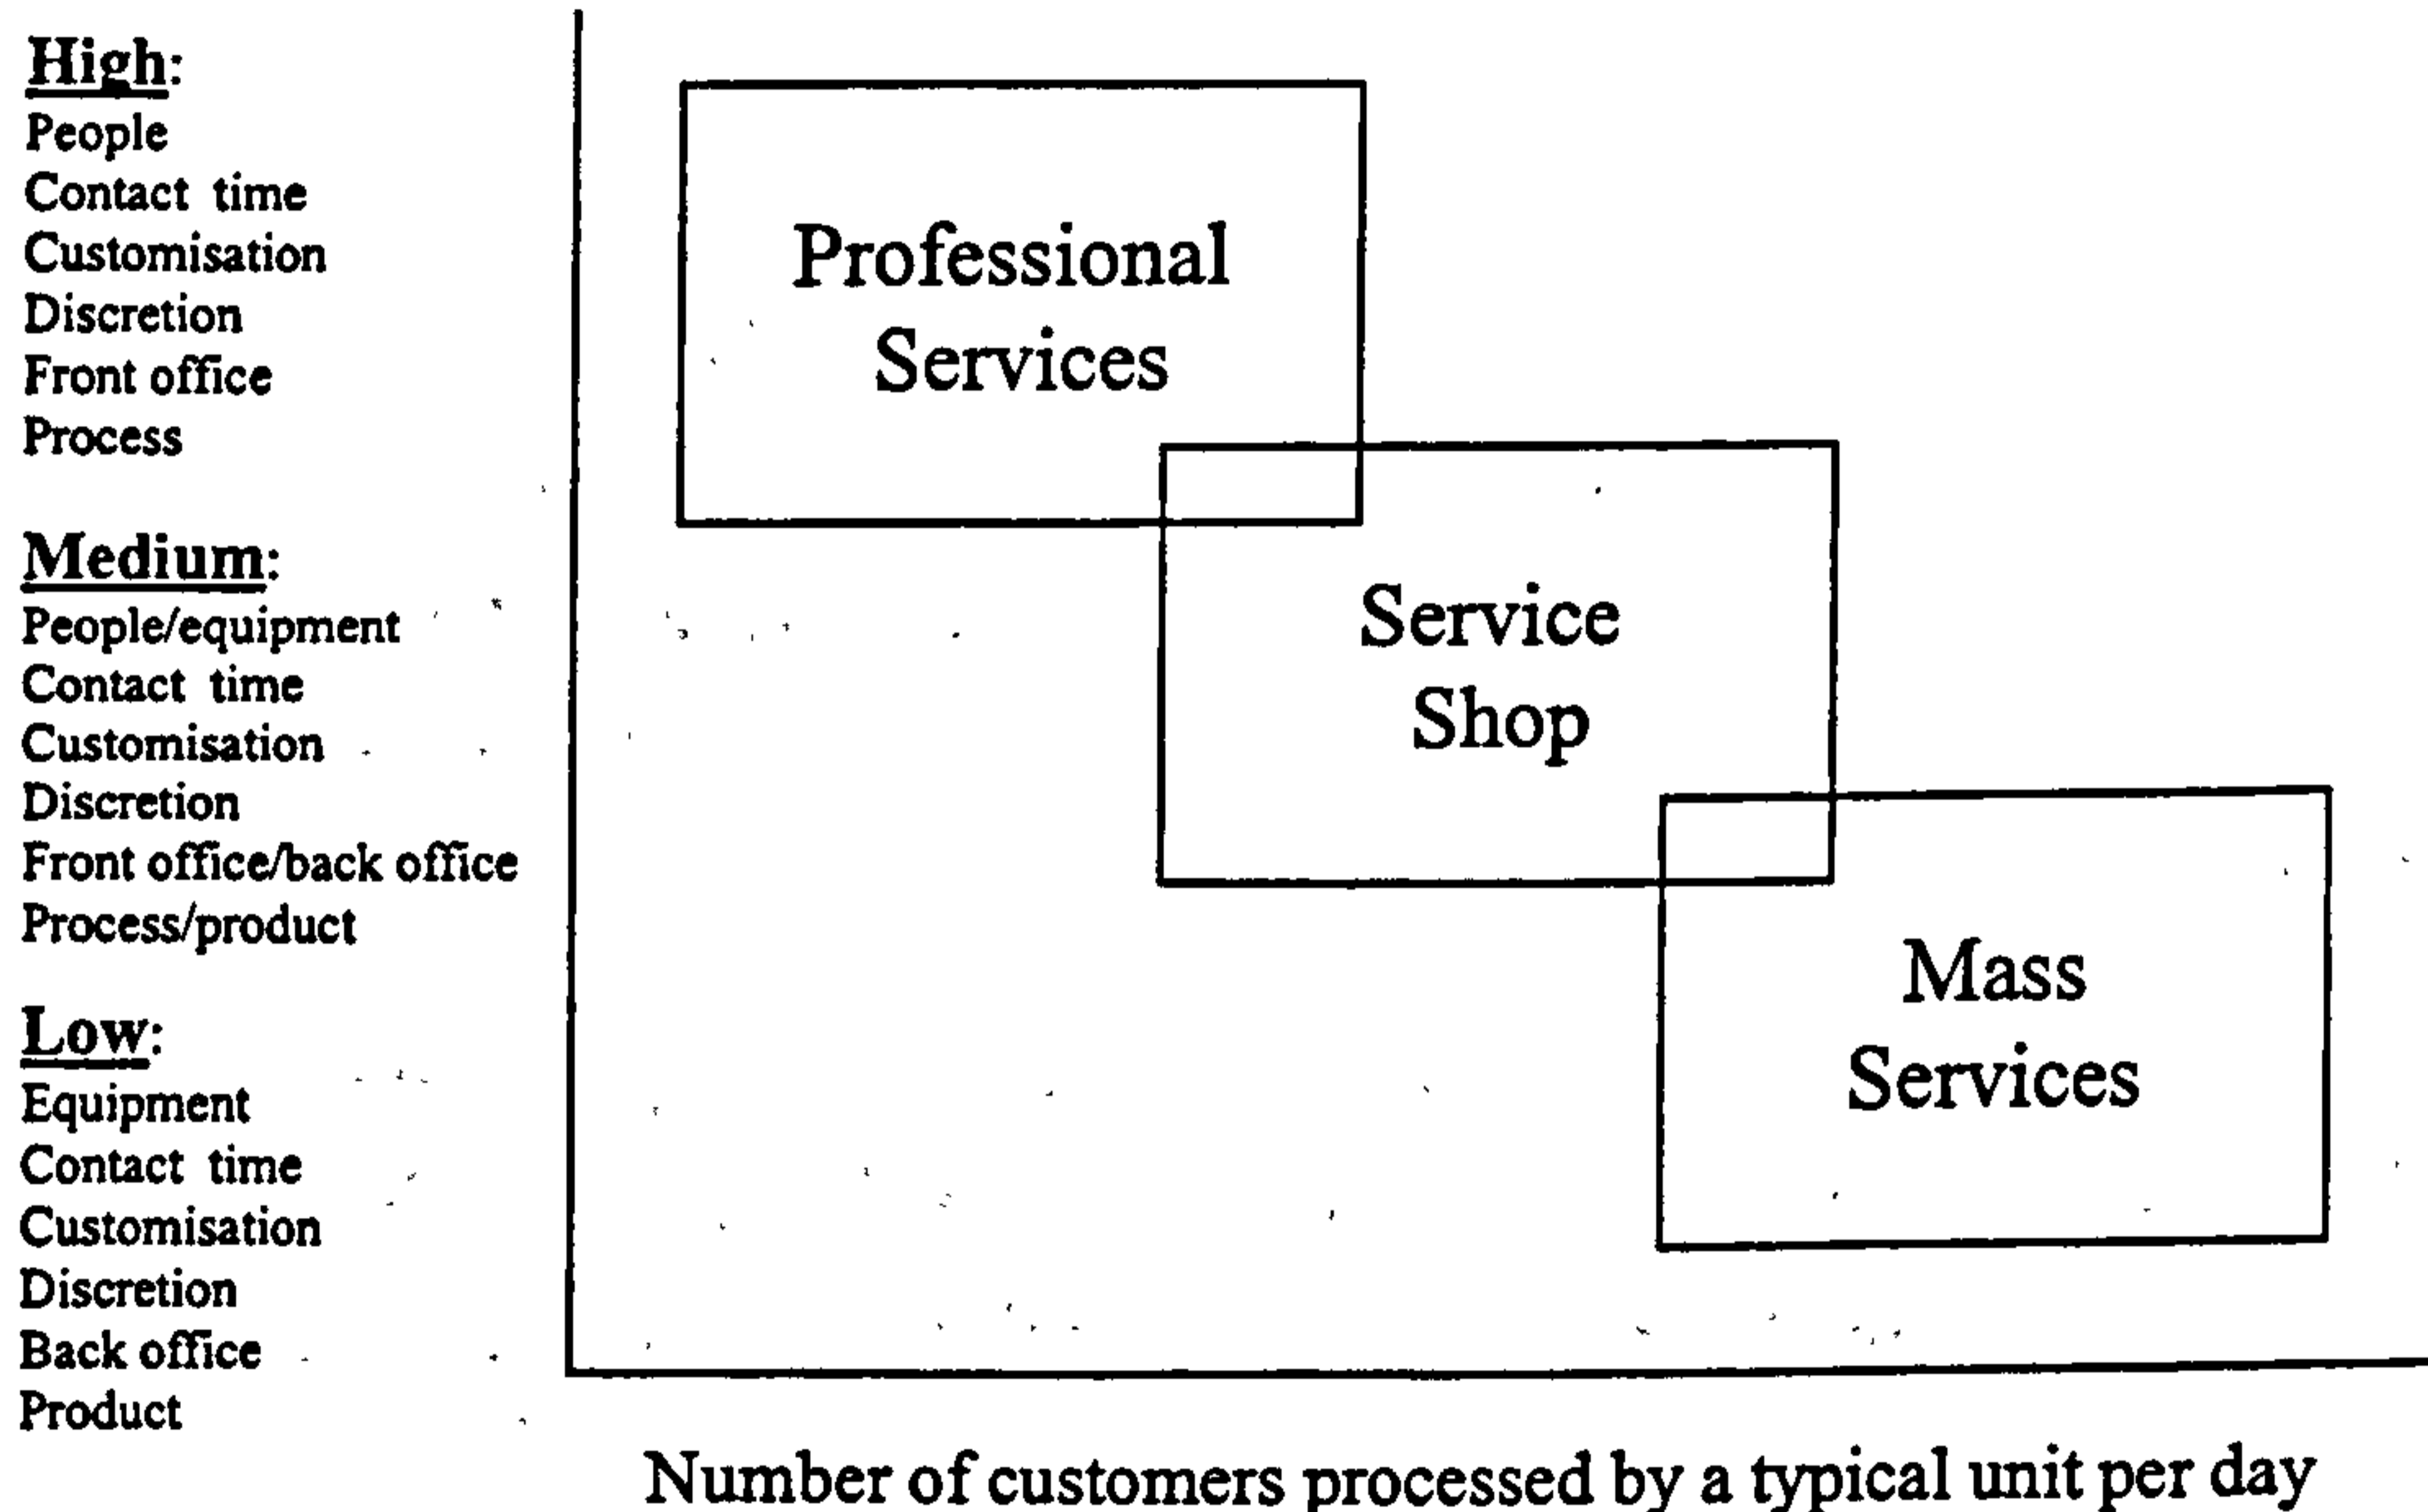 High:
People
Contact time
Customisation
Discretion
Front office
Process
Medium:
People/equipment
Contact time
Customisation
Discretion
Front office/back office
Process/product
Low:
Equipment
Contact time
Customisation
Discretion
Back office
Product
Professional
Services
Service
Shop
Mass
Services
Number of customers processed by a typical unit per day